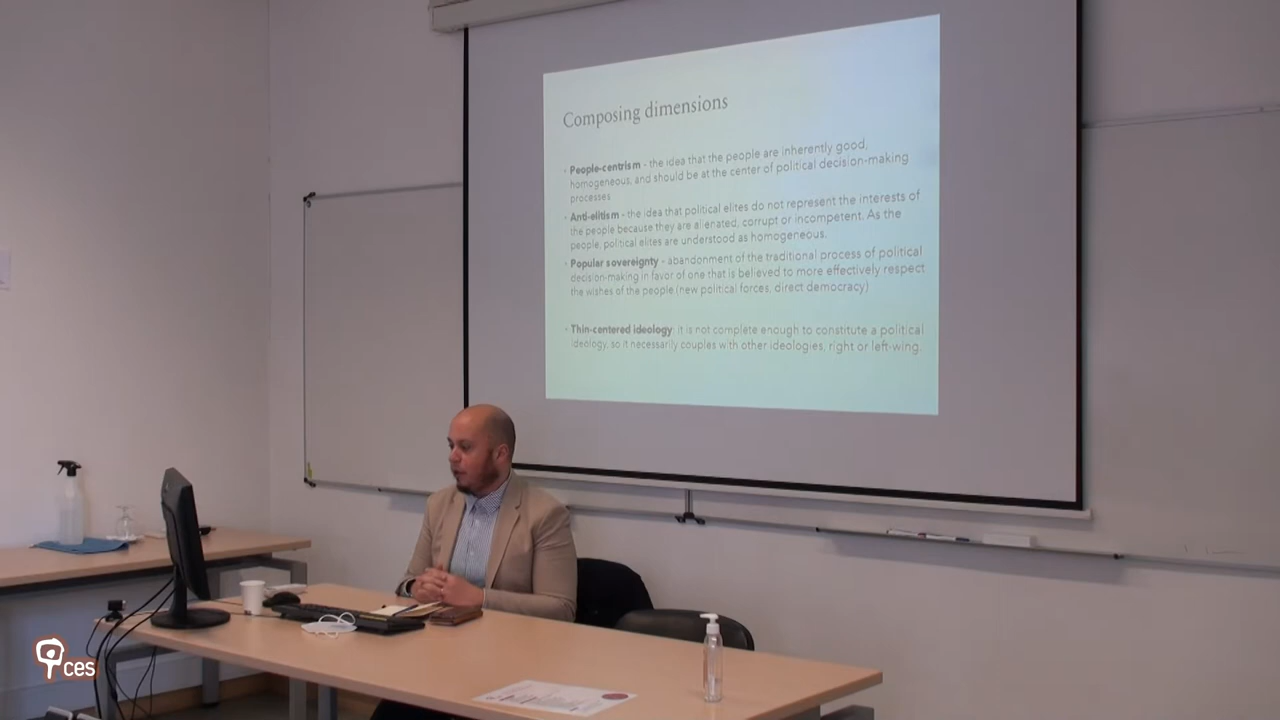 Composing dimensions
• People-centrism - the idea that the people are inherently good,
homogeneous, and should be at the center of political decision-making
processes
• Anti-elitism - the idea that political elites do not represent the interests of
the people because they are alienated, corrupt or incompetent. As the
people, political elites are understood as homogeneous.
• Popular sovereignty - abandonment of the traditional process of political
decision-making in favor of one that is believed to more effectively respect
the wishes of the people (new political forces, direct democracy)
• Thin-centered ideology: it is not complete enough to constitute a political
ideology, so it necessarily couples with other ideologies, right or left-wing.
ces